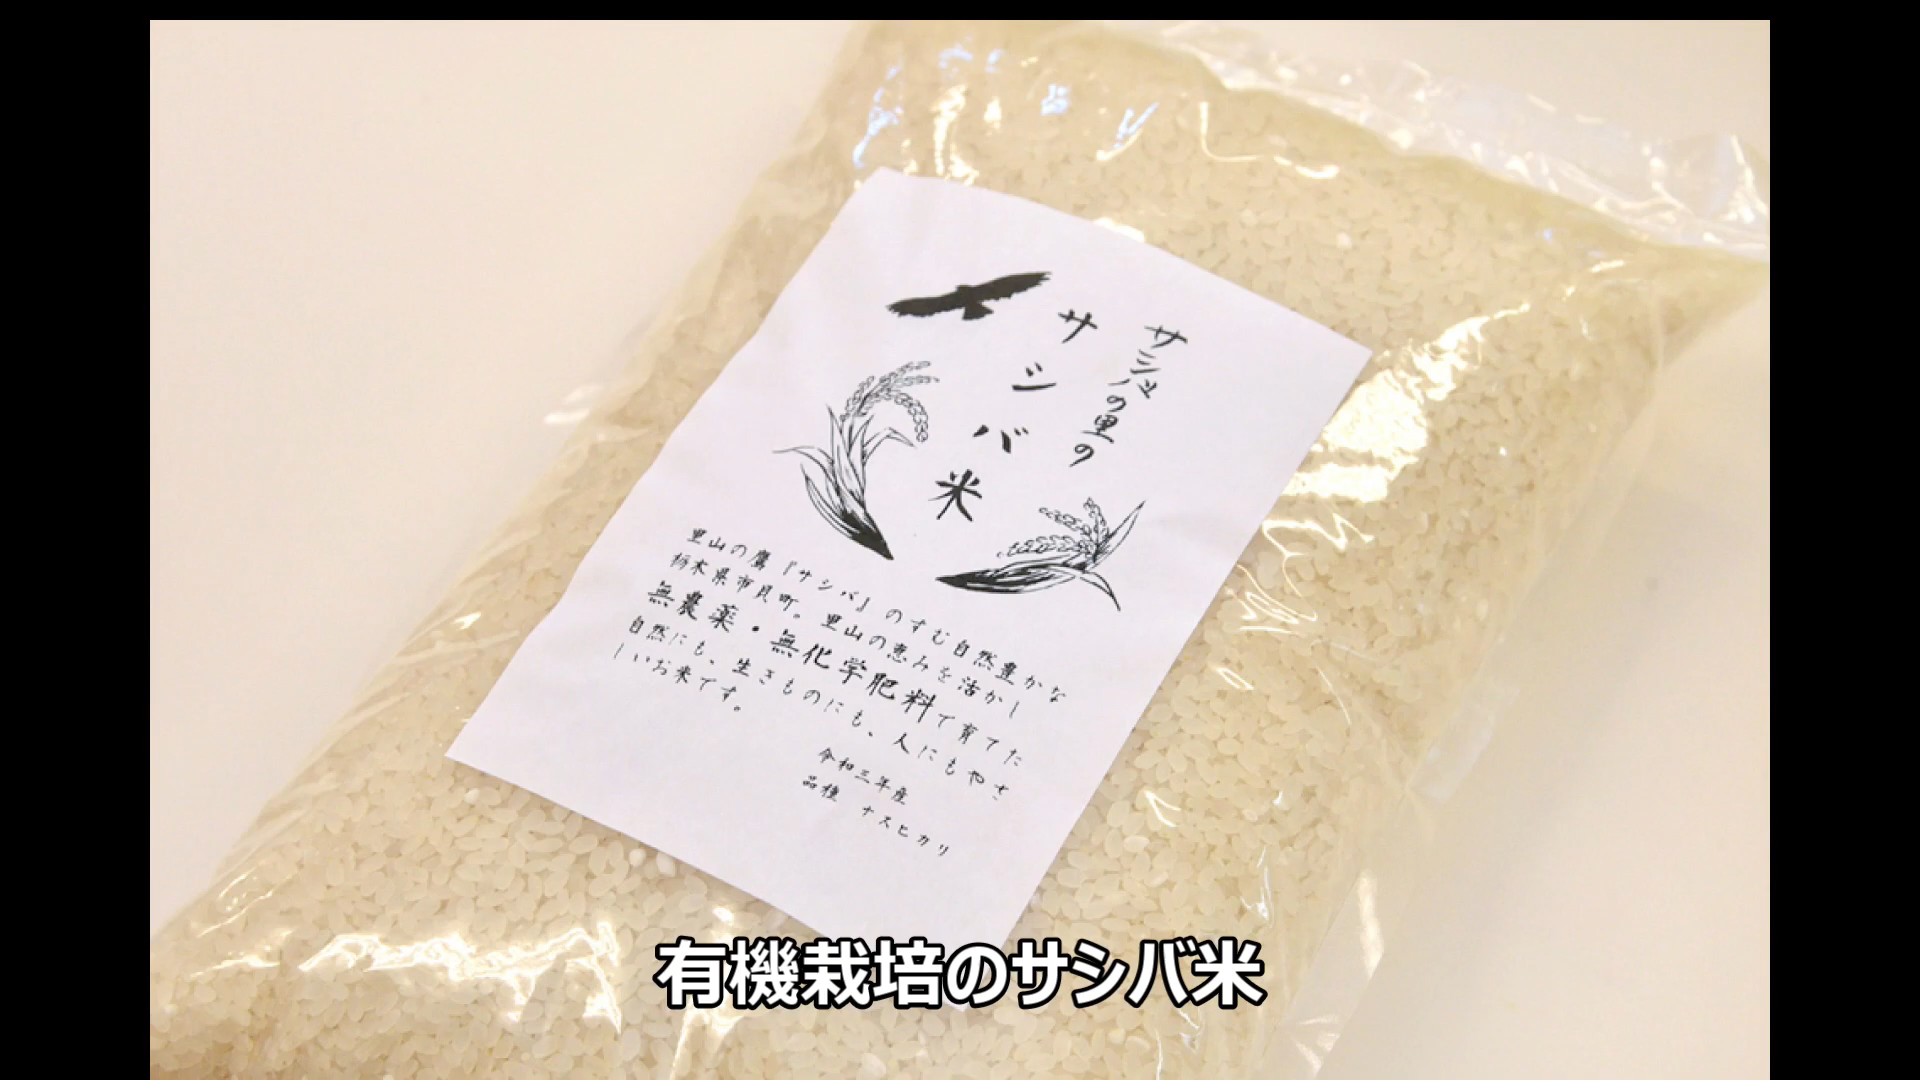 サシバの里の
サシバ米
里山の鷹『サシバ』のすむ自然豊かな
栃木県市貝町。里山の恵みを活かし
無農薬・無化学肥料で育てた
自然にも、生きものにも、人にもやさ
しいお米です。
令和三年産
品種 ナスヒカリ
有機栽培のサシバ米